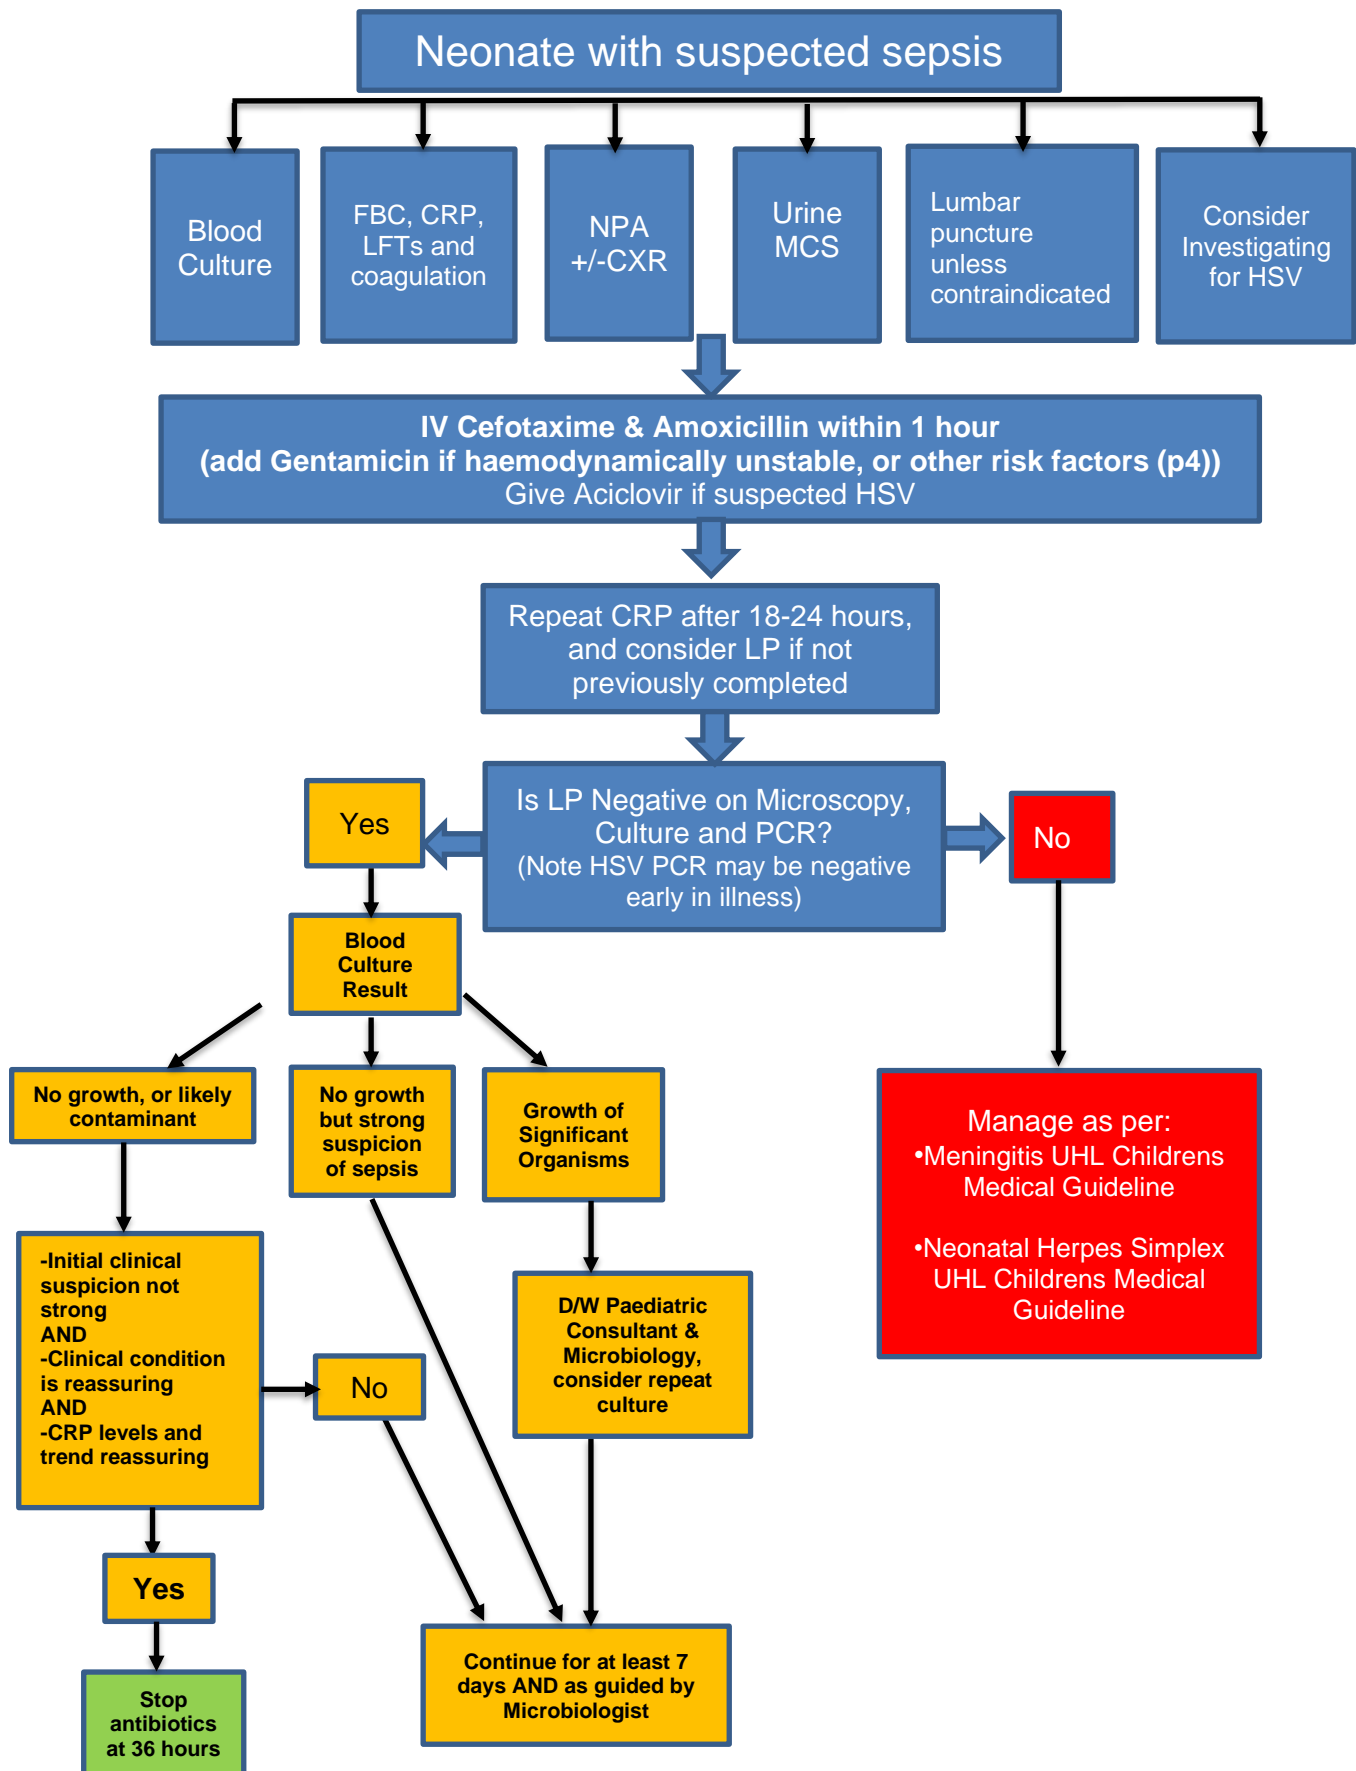 Neonate with suspected sepsis
Blood
Culture
FBC, CRP,
LFTs and
coagulation
NPA
+/-CXR
Urine
MCS
Lumbar
puncture
unless
contraindicated
Consider
Investigating
for HSV
IV Cefotaxime & Amoxicillin within 1 hour
(add Gentamicin if haemodynamically unstable, or other risk factors (p4))
Give Aciclovir if suspected HSV
Repeat CRP after 18-24 hours,
and consider LP if not
previously completed
Is LP Negative on Microscopy,
Culture and PCR?
(Note HSV PCR may be negative
early in illness)
Yes
No
Blood
Culture
Result
No growth, or likely
contaminant
No growth
but strong
suspicion
of sepsis
Growth of
Significant
Organisms
Manage as per:
•Meningitis UHL Childrens
Medical Guideline
•Neonatal Herpes Simplex
UHL Childrens Medical
Guideline
-Initial clinical
suspicion not
strong
AND
-Clinical condition
is reassuring
AND
-CRP levels and
trend reassuring
No
D/W Paediatric
Consultant &
Microbiology,
consider repeat
culture
Yes
Continue for at least 7
days AND as guided by
Microbiologist
Stop
antibiotics
at 36 hours